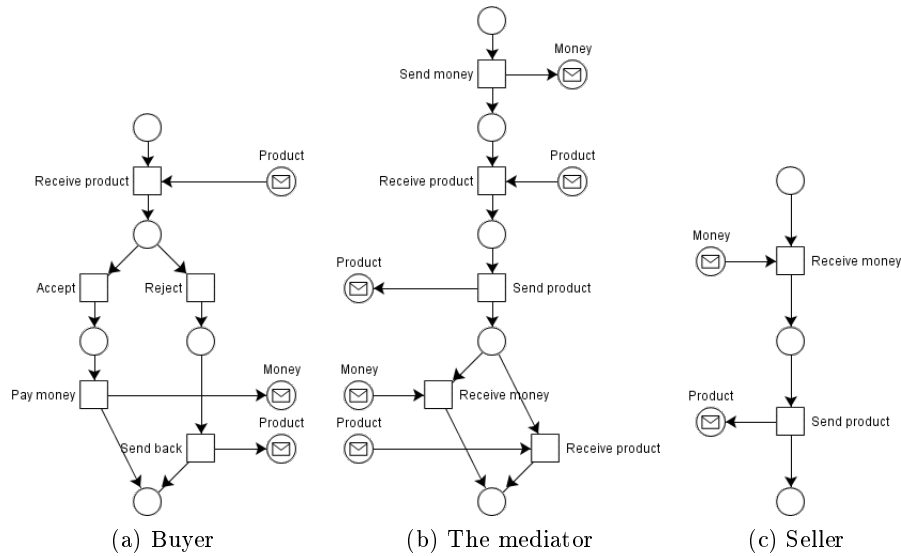 Money
Send money
Product
Receive product
Product
Receive product
Money
Receive money
Product
Send product
Accept
Reject
Product
Send product
Pay money
Money
Money
Receive money
Send back
Product
Product
Receive product
(a) Buyer
(b) The mediator
(c) Seller